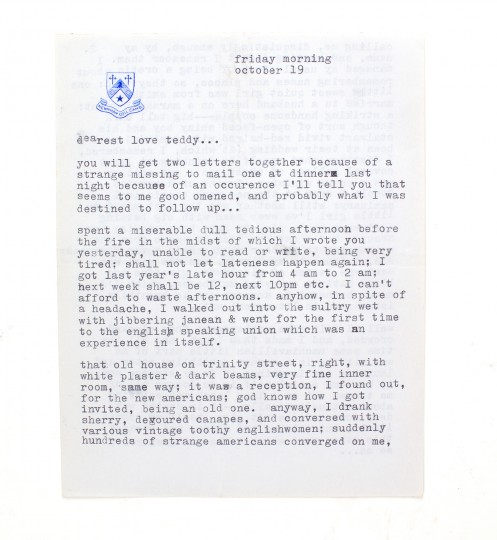 friday morning
october 19
dearest love teddy...
you will get two letters together because of a
strange missing to mail one at dinner last
night because of an occurence I'll tell you that
seems to me good omened, and probably what I was
destined to follow up...
spent a miserable dull tedious afternoon before
the fire in the midst of which I wrote you
yesterday, unable to read or write, being very
tired; shall not let lateness happen again; I
got last year's late hour from 4 am to 2 am;
next week shall be 12, next 10pm etc. I can't
afford to waste afternoons. anyhow, in spite of
a headache, I walked out into the sultry wet
with jibbering janean & went for the first time
to the english speaking union which was an
experience in itself.
that old house on trinity street, right, with
white plaster & dark beams, very fine inner
room, same way; it was a reception, I found out,
for the new americans; god knows how I got
invited, being an old one. anyway, I drank
sherry, devoured canapes, and conversed with
various vintage toothy englishwomen; suddenly
hundreds of strange americans converged on me,